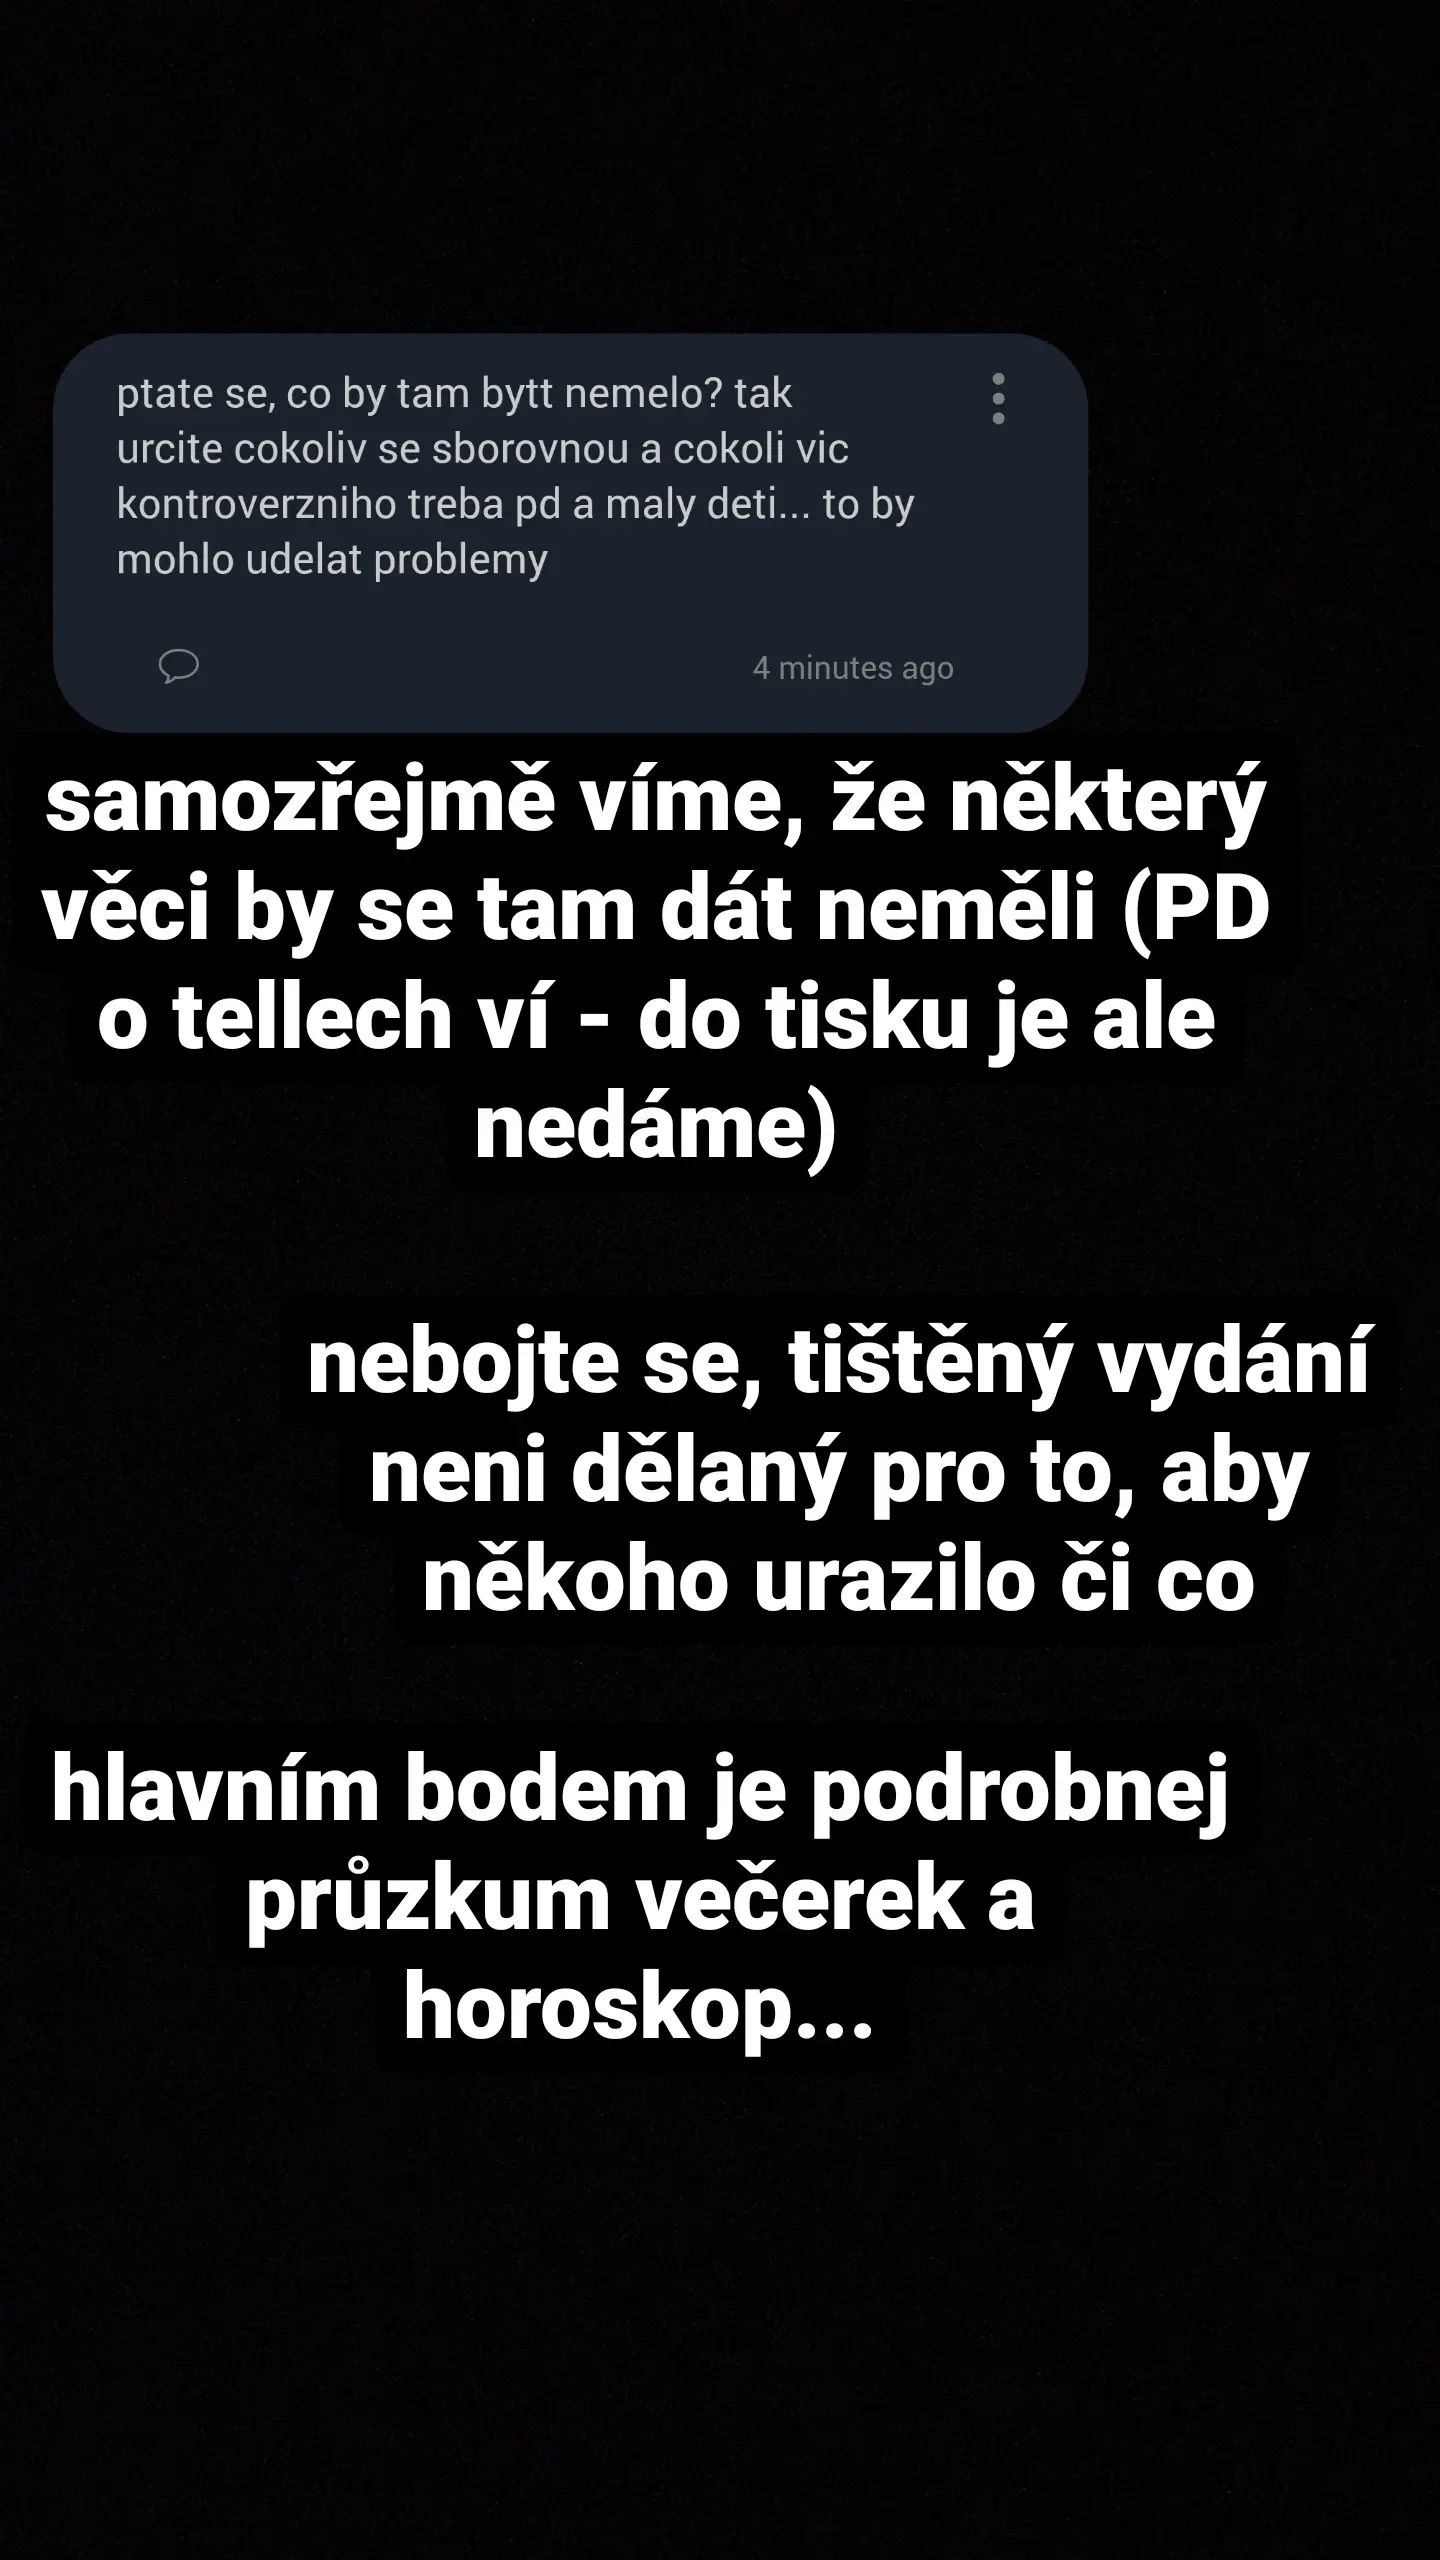 ptate se, co by tam bytt nemelo? tak
urcite cokoliv se sborovnou a cokoli vic
kontroverzniho treba pd a maly deti... to by
mohlo udelat problemy
4 minutes ago
samozřejmě víme, že některý
věci by se tam dát neměli (PD
o tellech ví - do tisku je ale
nedáme)
nebojte se, tištěný vydání
neni dělaný pro to, aby
někoho urazilo či co
hlavním bodem je podrobnej
průzkum večerek a
horoskop...